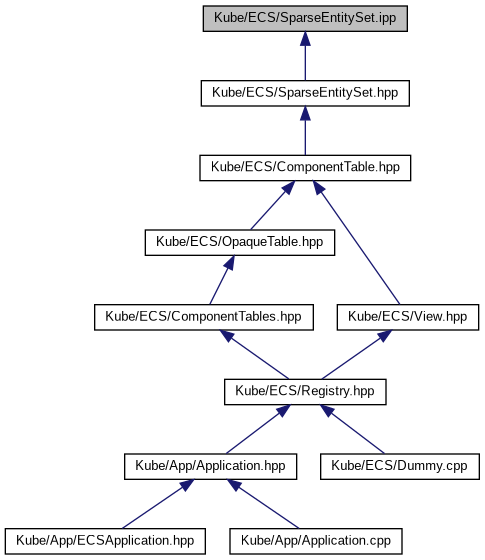 Kube/ECS/SparseEntitySet.ipp
Kube/ECS/SparseEntitySet.hpp
Kube/ECS/ComponentTable.hpp
Kube/ECS/OpaqueTable.hpp
Kube/ECS/ComponentTables.hpp
Kube/ECS/View.hpp
Kube/ECS/Registry.hpp
Kube/App/Application.hpp
Kube/ECS/Dummy.cpp
Kube/App/ECSApplication.hpp
Kube/App/Application.cpp